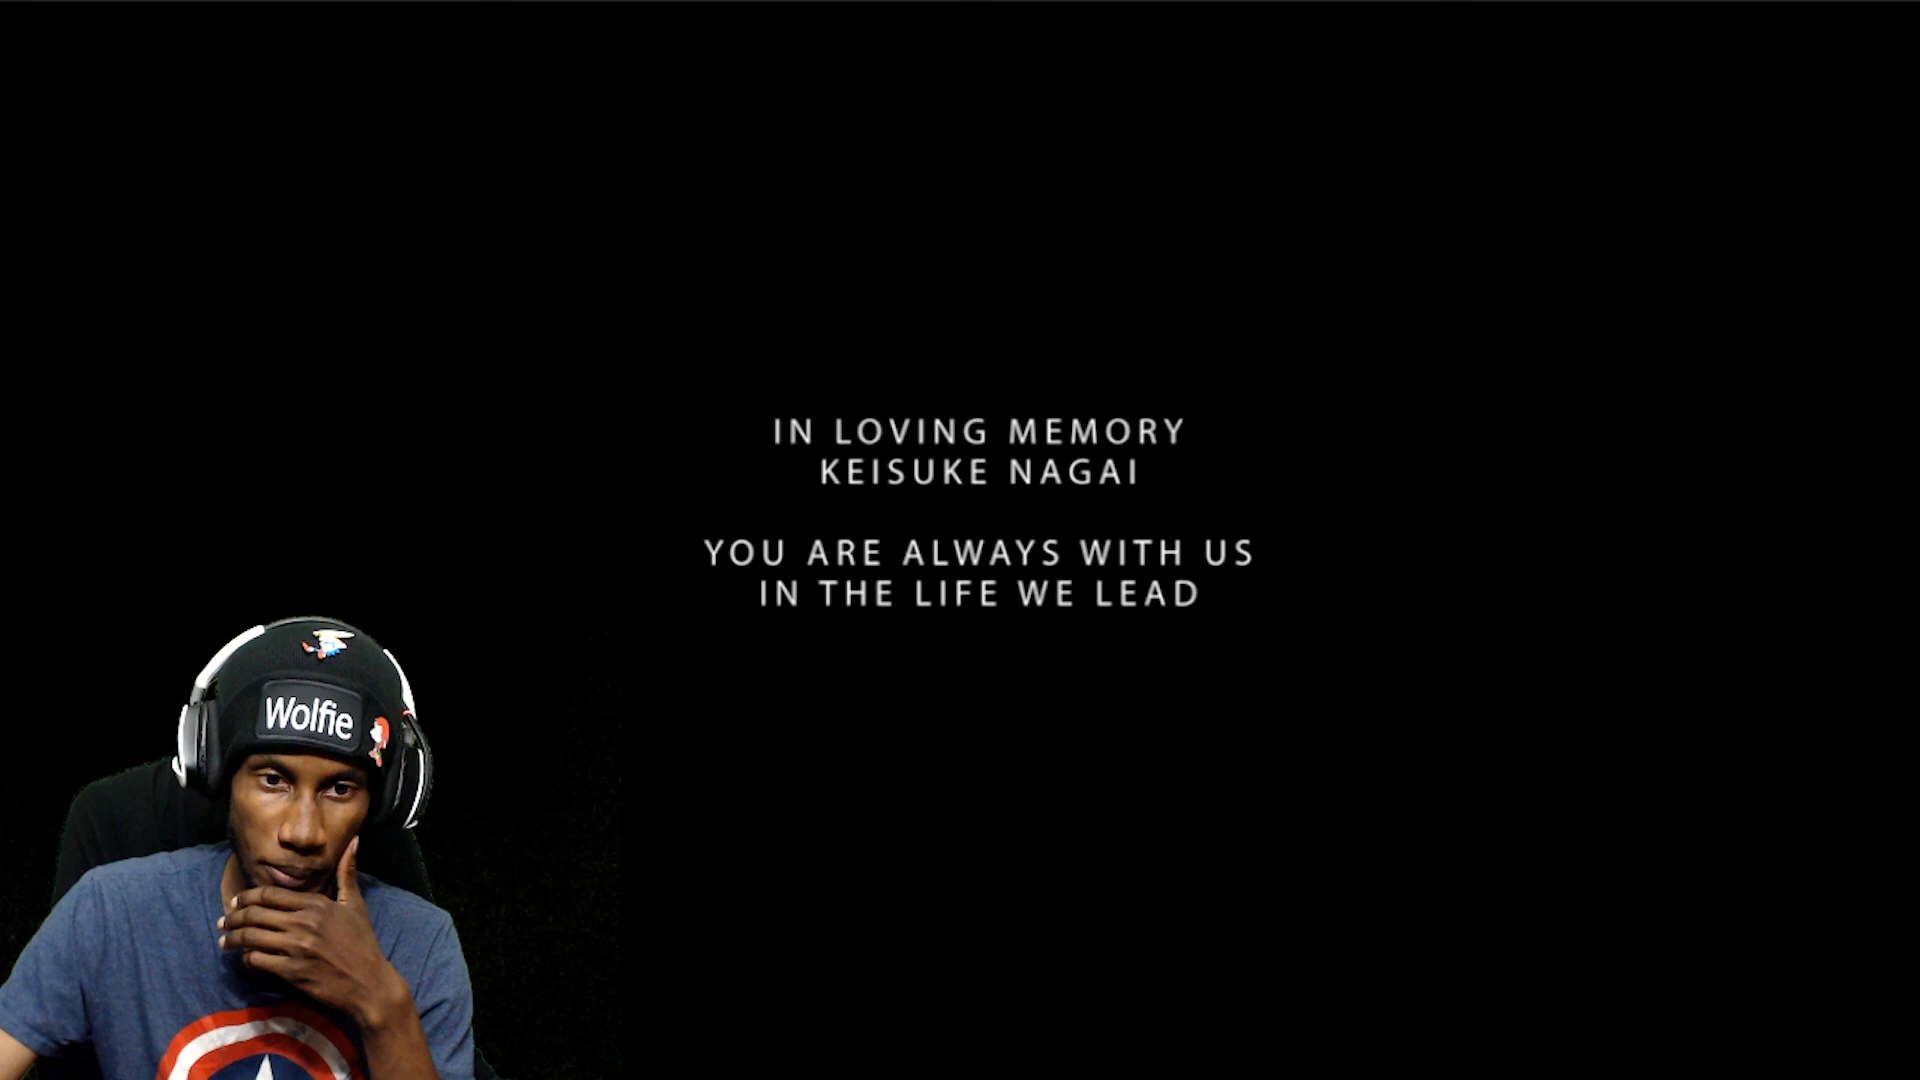 IN LOVING MEMORY
KEISUKE NAGAI
YOU ARE ALWAYS WITH US
IN THE LIFE WE LEAD
Wolfie